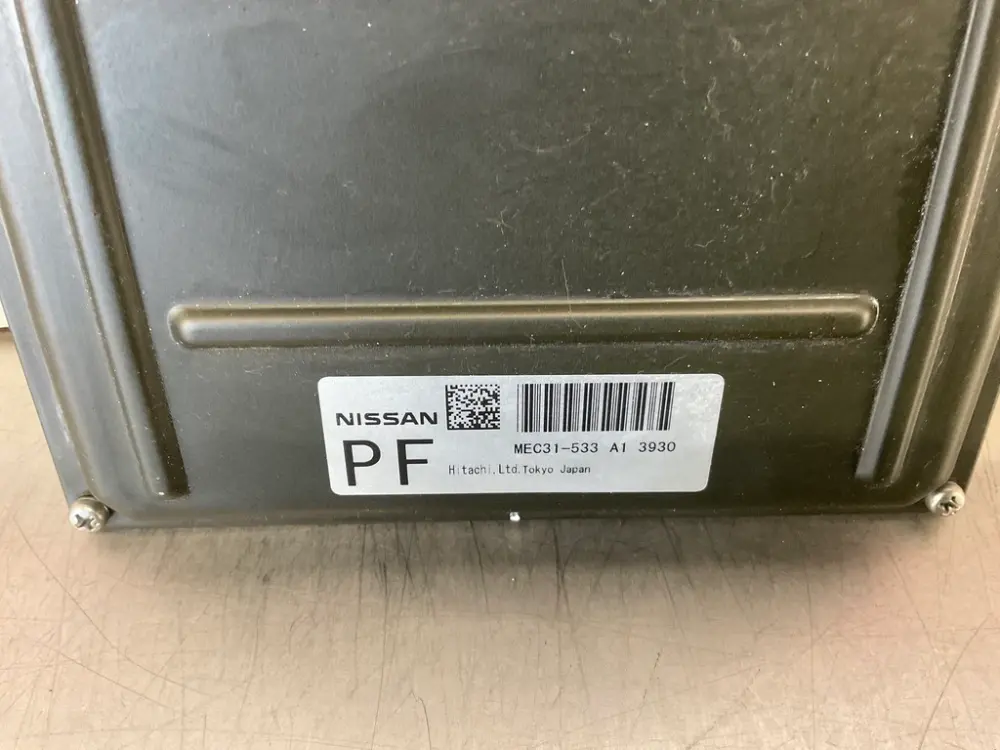 NISSAN
MEC31-533 A1 3930
PF
Hitachi,Ltd.Tokyo Japan